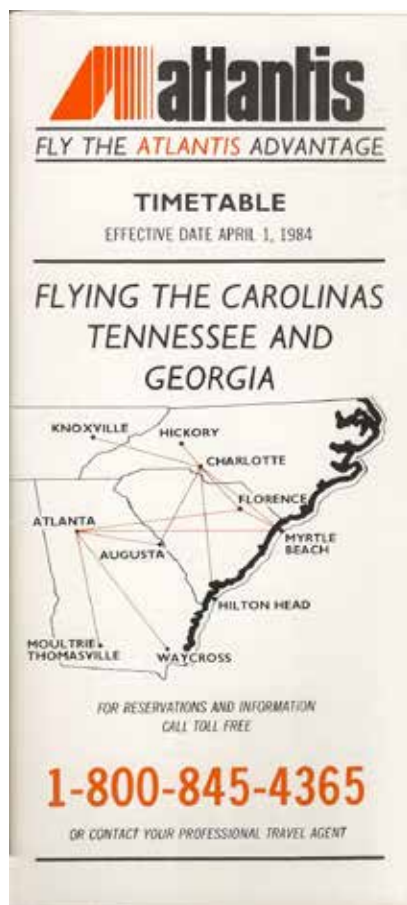 atlantis
FLY THE ATLANTIS ADVANTAGE
TIMETABLE
EFFECTIVE DATE APRIL 1, 1984
FLYING THE CAROLINAS
TENNESSEE AND
GEORGIA
KNOXVILLE
HICKORY
CHARLOTTE
FLORENCE
ATLANTA
MYRTLE
BEACH
AUGUSTA
HILTON HEAD
MOULTRIE
THOMASVILLE
WAYCROSS
FOR RESERVATIONS AND INFORMATION
CALL TOLL FREE
1-800-845-4365
OR CONTACT YOUR PROFESSIONAL TRAVEL AGENT